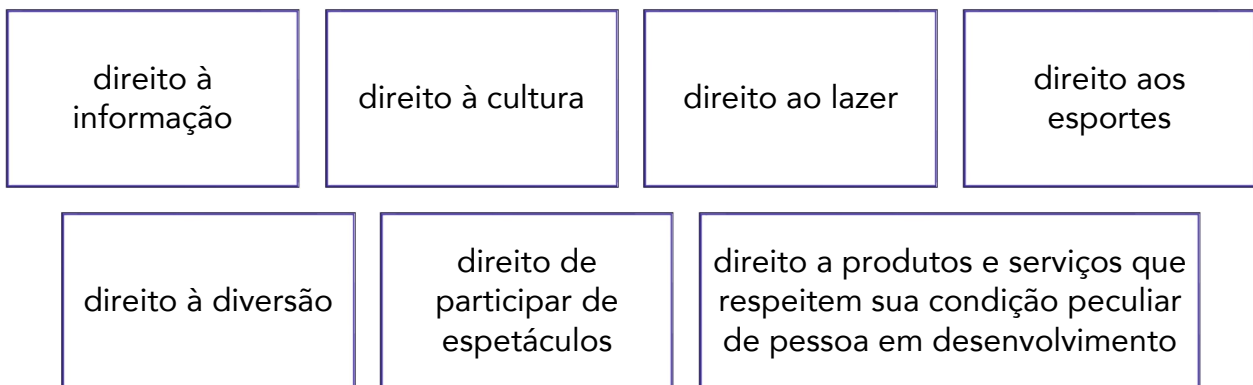 direito à
informação
direito à cultura
direito ao lazer
direito aos
esportes
direito à diversão
direito de
participar de
espetáculos
direito a produtos e serviços que
respeitem sua condição peculiar
de pessoa em desenvolvimento